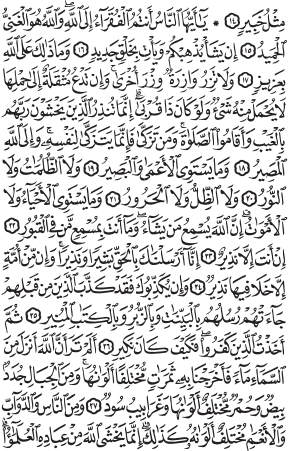 مِثْلُ خَبِيرٍ ١٤ ۞ يَـٰٓأَيُّهَا ٱلنَّاسُ أَنتُمُ ٱلْفُقَرَآءُ إِلَى ٱللَّهِ وَٱللَّهُ هُوَ ٱلْغَنِىُّ
ٱلْحَمِيدُ ١٥ إِن يَشَأْ يُذْهِبْكُمْ وَيَأْتِ بِخَلْقٍ جَدِيدٍ ١٦ وَمَا ذَٰلِكَ عَلَى ٱللَّهِ
بِعَزِيزٍ ١٧ وَلَا تَزِرُ وَازِرَةٌ وِزْرَ أُخْرَىٰ وَإِن تَدْعُ مُثْقَلَةٌ إِلَىٰ حِمْلِهَا
لَا يُحْمَلْ مِنْهُ شَىْءٌ وَلَوْ كَانَ ذَا قُرْبَىٰٓ إِنَّمَا تُنذِرُ ٱلَّذِينَ يَخْشَوْنَ رَبَّهُم
بِٱلْغَيْبِ وَأَقَامُوا۟ ٱلصَّلَوٰةَ وَمَن تَزَكَّىٰ فَإِنَّمَا يَتَزَكَّىٰ لِنَفْسِهِۦ وَإِلَى ٱللَّهِ
ٱلْمَصِيرُ ١٨ وَمَا يَسْتَوِى ٱلْأَعْمَىٰ وَٱلْبَصِيرُ ١٩ وَلَا ٱلظُّلُمَـٰتُ وَلَا
ٱلنُّورُ ٢٠ وَلَا ٱلظِّلُّ وَلَا ٱلْحَرُورُ ٢١ وَمَا يَسْتَوِى ٱلْأَحْيَآءُ وَلَا
ٱلْأَمْوَٰتُ إِنَّ ٱللَّهَ يُسْمِعُ مَن يَشَآءُ وَمَآ أَنتَ بِمُسْمِعٍ مَّن فِى ٱلْقُبُورِ ٢٢
إِنْ أَنتَ إِلَّا نَذِيرٌ ٢٣ إِنَّآ أَرْسَلْنَـٰكَ بِٱلْحَقِّ بَشِيرًا وَنَذِيرًا وَإِن مِّنْ أُمَّةٍ
إِلَّا خَلَا فِيهَا نَذِيرٌ ٢٤ وَإِن يُكَذِّبُوكَ فَقَدْ كَذَّبَ ٱلَّذِينَ مِن قَبْلِهِمْ
جَآءَتْهُمْ رُسُلُهُم بِٱلْبَيِّنَـٰتِ وَبِٱلزُّبُرِ وَبِٱلْكِتَـٰبِ ٱلْمُنِيرِ ٢٥ ثُمَّ
أَخَذْتُ ٱلَّذِينَ كَفَرُوا۟ فَكَيْفَ كَانَ نَكِيرِ ٢٦ أَلَمْ تَرَ أَنَّ ٱللَّهَ أَنزَلَ مِنَ
ٱلسَّمَآءِ مَآءً فَأَخْرَجْنَا بِهِۦ ثَمَرَٰتٍ مُّخْتَلِفًا أَلْوَٰنُهَا وَمِنَ ٱلْجِبَالِ جُدَدٌۢ
بِيضٌ وَحُمْرٌ مُّخْتَلِفٌ أَلْوَٰنُهَا وَغَرَابِيبُ سُودٌ ٢٧ وَمِنَ ٱلنَّاسِ وَٱلدَّوَآبِّ
وَٱلْأَنْعَـٰمِ مُخْتَلِفٌ أَلْوَٰنُهُۥ كَذَٰلِكَ إِنَّمَا يَخْشَى ٱللَّهَ مِنْ عِبَادِهِ ٱلْعُلَمَـٰٓؤُا۟